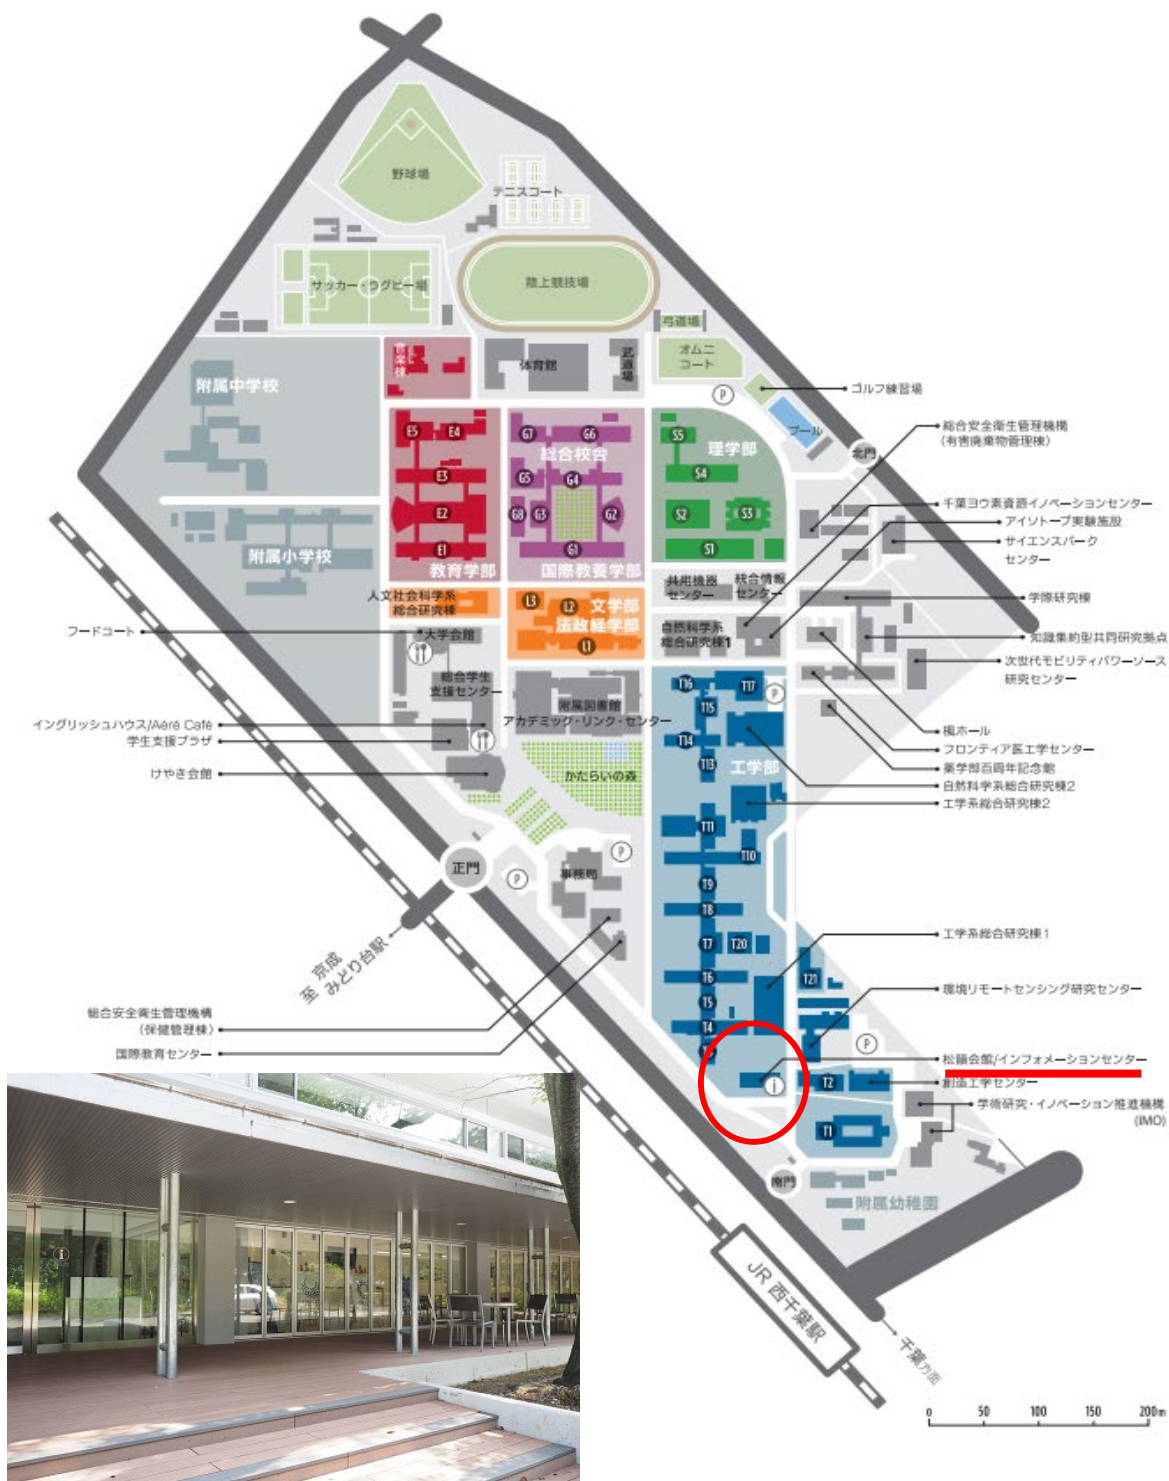 野球場
テニスコート
サッカー・ラグビー場
陸上競技場
弓道場
音楽棟
体育館
武道場
オムニ
コート
附属中学校
P
ゴルフ練習場
プール
北門
総合安全衛生管理機構
(有害廃棄物管理棟)
E5
E4
G7
G6
総合校舎
S5
理学部
E3
G5
G4
S4
千葉ヨウ素資源イノベーションセンター
アイソトープ実験施設
サイエンスパーク
センター
E2
G8
G3
G2
S2
S3
附属小学校
E1
G1
S1
教育学部
国際教養学部
共用機器
センター
統合情報
センター
人文社会科学系
総合研究棟
L3
L2
文学部
法政経学部
L1
学際研究棟
フードコート
大学会館
自然科学系
総合研究棟1
知識集約型共同研究拠点
次世代モビリティパワーソース
研究センター
総合学生
支援センター
附属図書館
アカデミック・リンク・センター
T16
T17
P
T15
イングリッシュハウス/Aéré Café
学生支援プラザ
T14
楓ホール
フロンティア医工学センター
けやき会館
かたらいの森
T13
工学部
薬学部百周年記念館
自然科学系総合研究棟2
工学系総合研究棟2
T11
T10
正門
P
事務局
P
T9
T8
至 京成
みどり台駅
T7
T20
工学系総合研究棟1
T6
T21
環境リモートセンシング研究センター
総合安全衛生管理機構
(保健管理棟)
T5
T4
P
国際教育センター
松韻会館/インフォメーションセンター
i
T2
創造工学センター
学術研究・イノベーション推進機構
(IMO)
T1
南門
附属幼稚園
JR 西千葉駅
千葉方面
0 50 100 150 200m
i